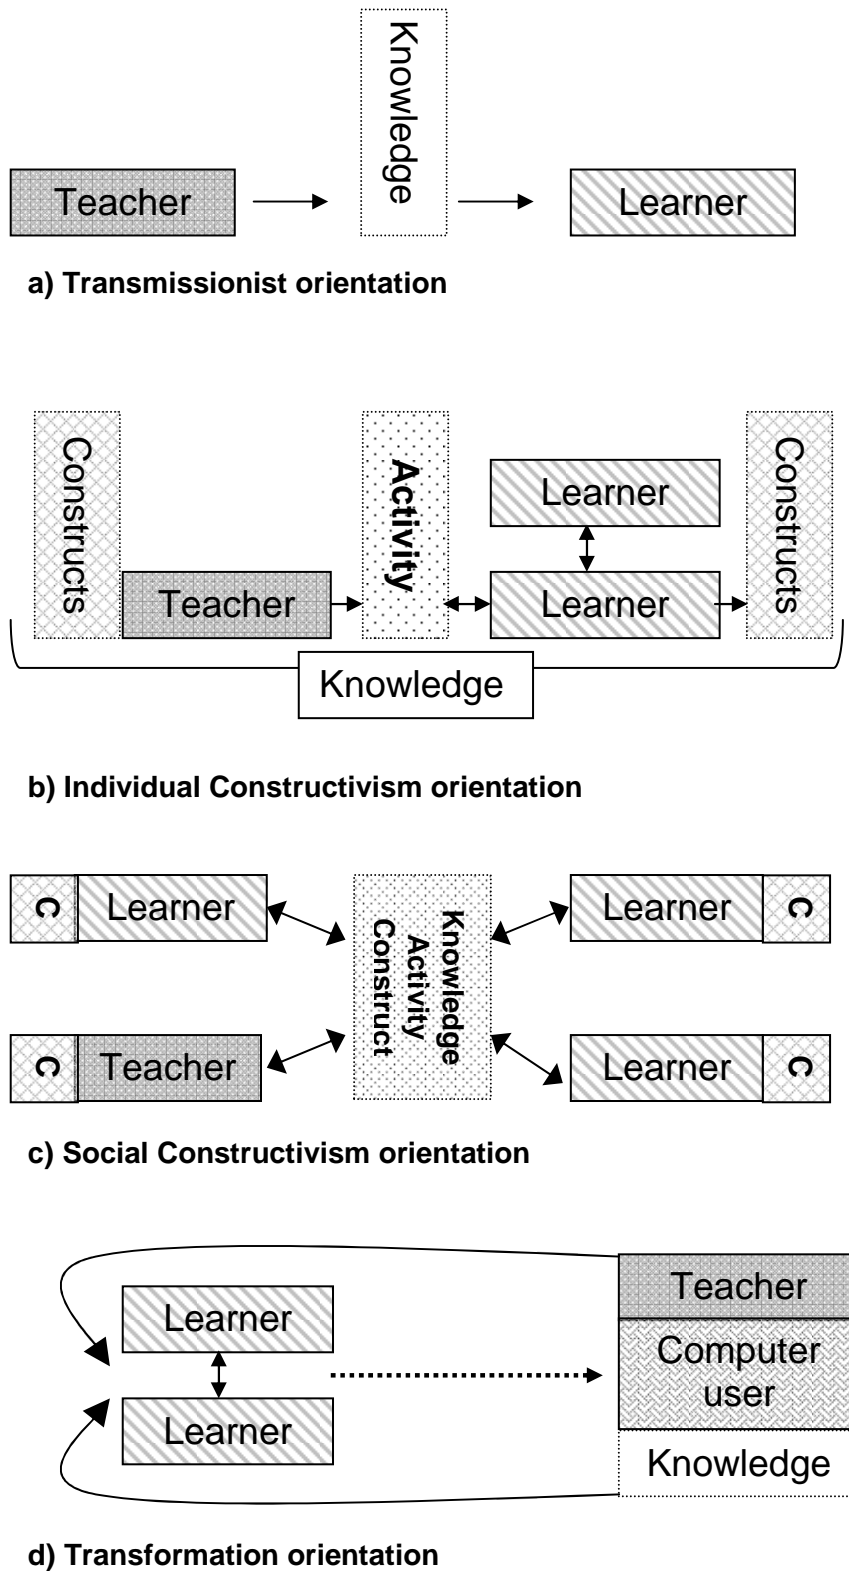 Teacher
Knowledge
Learner
a) Transmissionist orientation
Constructs
Teacher
Activity
Learner
Learner
Constructs
Knowledge
b) Individual Constructivism orientation
C
Learner
Knowledge
Activity
Construct
Learner
C
C
Teacher
Learner
C
c) Social Constructivism orientation
Learner
Learner
Teacher
Computer
user
Knowledge
d) Transformation orientation